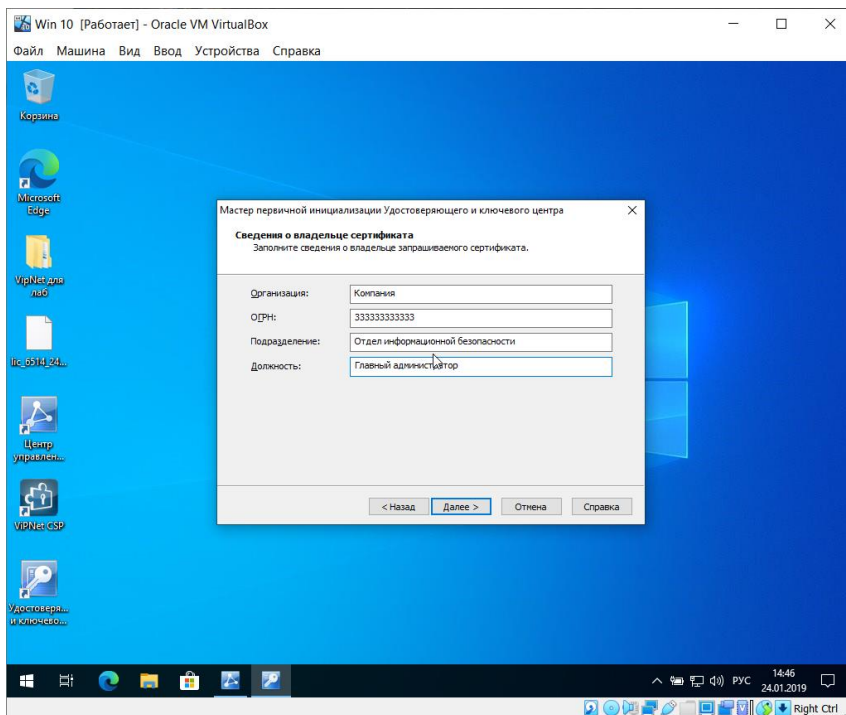 Win 10 [Работает] - Oracle VM VirtualBox
Файл Машина Вид Ввод Устройства Справка
Корзина
Microsoft
Edge
VipNet для
лаб
itc_6514_24...
Центр
управлен...
ViPNet CSP
Удостоверя...
и ключево...
Мастер первичной инициализации Удостоверяющего и ключевого центра
Сведения о владельце сертификата
Заполните сведения о владельце запрашиваемого сертификата.
Организация:
Компания
ОГРН:
333333333333
Подразделение:
Отдел информационной безопасности
Должность:
Главный администратор
< Назад Далее > Отмена Справка
РУС
14:46
24.01.2019
Right Ctrl